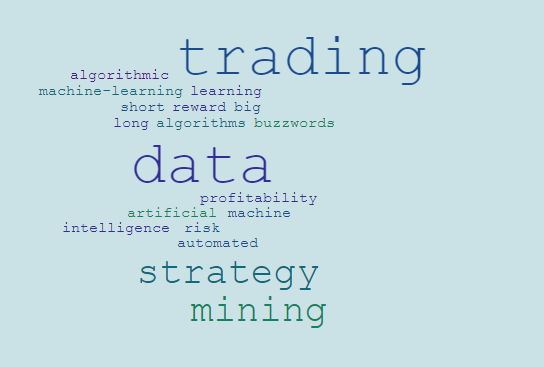 trading
algorithmic
machine-learning learning
short reward big
long algorithms buzzwords
data
profitability
artificial machine
intelligence risk
automated
strategy
mining